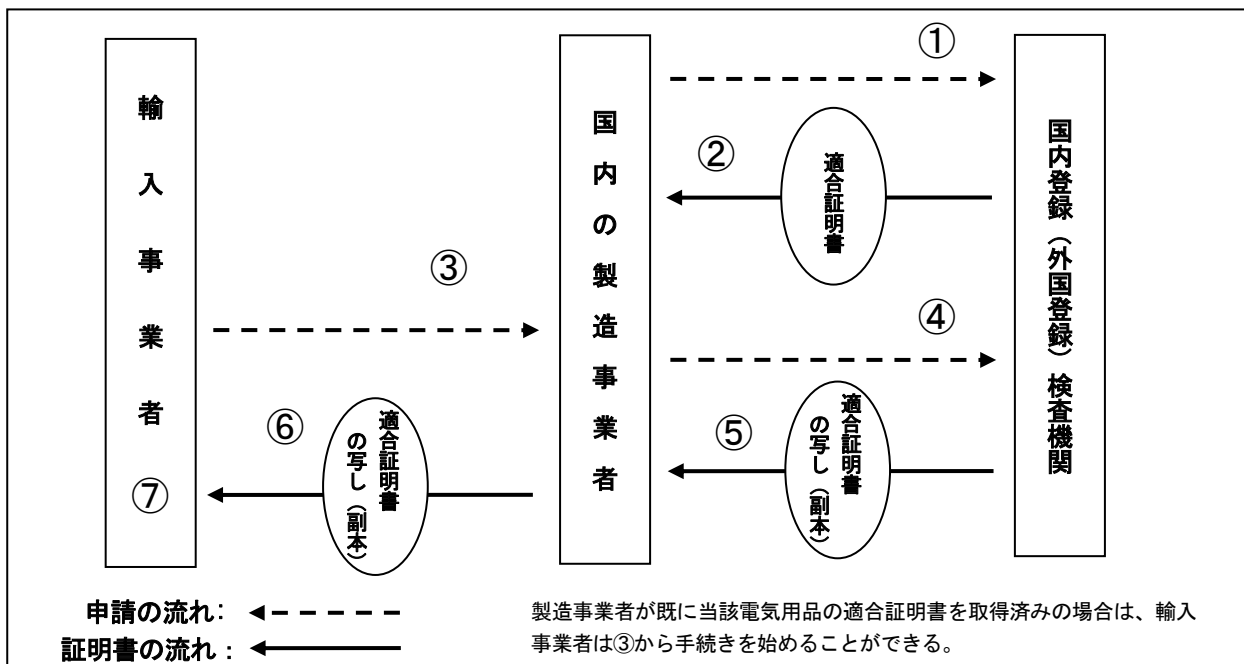 輸入事業者
⑦
国内の製造事業者
国内登録（外国登録）検査機関
①
②
適合証明書
③
④
⑤
適合証明書
の写し（副本）
⑥
適合証明書
の写し（副本）
申請の流れ：
証明書の流れ：
製造事業者が既に当該電気用品の適合証明書を取得済みの場合は、輸入
事業者は③から手続きを始めることができる。